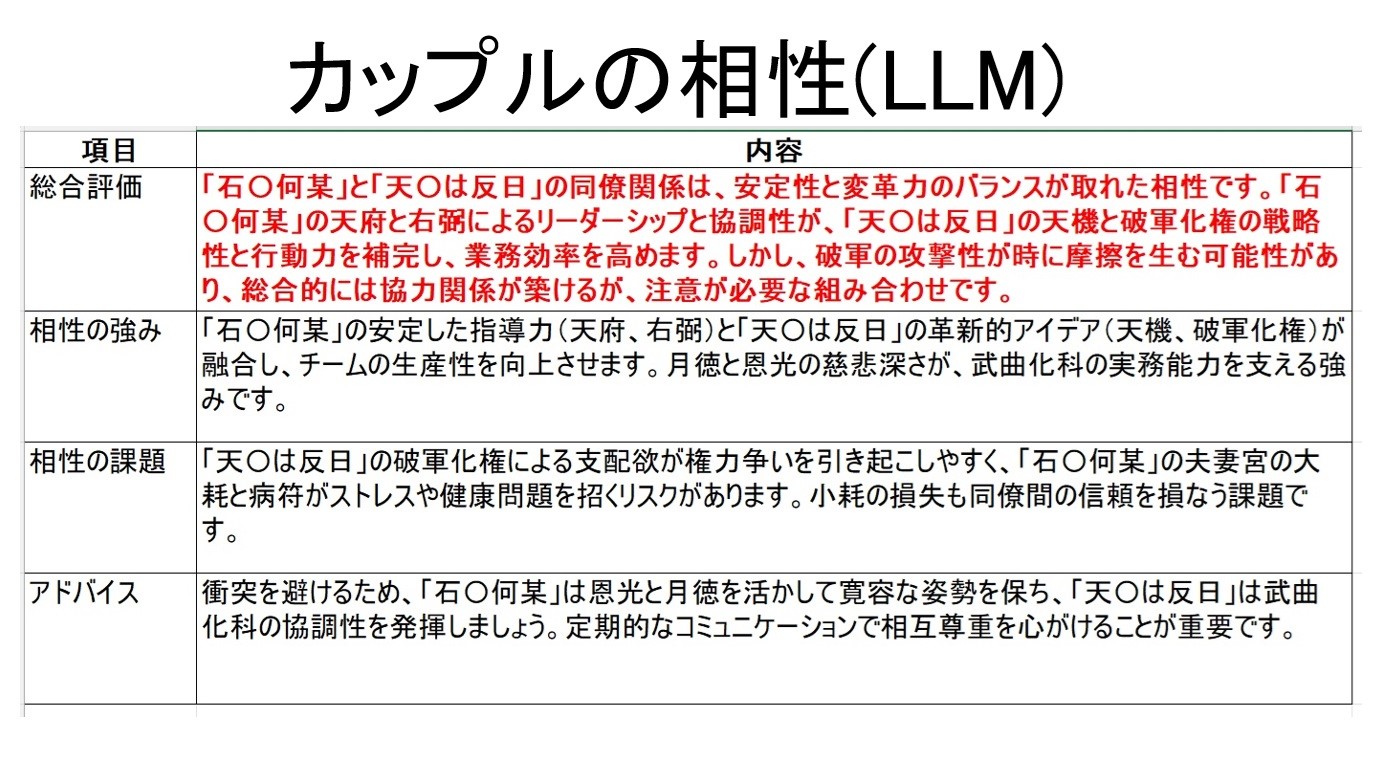 カップルの相性(LLM)
項目
内容
総合評価
「石〇何某」と「天〇は反日」の同僚関係は、安定性と変革力のバランスが取れた相性です。「石
〇何某」の天府と右弼によるリーダーシップと協調性が、「天〇は反日」の天機と破軍化権の戦略
性と行動力を補完し、業務効率を高めます。しかし、破軍の攻撃性が時に摩擦を生む可能性があ
り、総合的には協力関係が築けるが、注意が必要な組み合わせです。
相性の強み
「石〇何某」の安定した指導力（天府、右弼）と「天〇は反日」の革新的アイデア（天機、破軍化権）が
融合し、チームの生産性を向上させます。月徳と恩光の慈悲深さが、武曲化科の実務能力を支える強
みです。
相性の課題
「天〇は反日」の破軍化権による支配欲が権力争いを引き起こしやすく、「石〇何某」の夫妻宮の大
耗と病符がストレスや健康問題を招くリスクがあります。小耗の損失も同僚間の信頼を損なう課題で
す。
アドバイス
衝突を避けるため、「石〇何某」は恩光と月徳を活かして寛容な姿勢を保ち、「天〇は反日」は武曲
化科の協調性を発揮しましょう。定期的なコミュニケーションで相互尊重を心がけることが重要です。